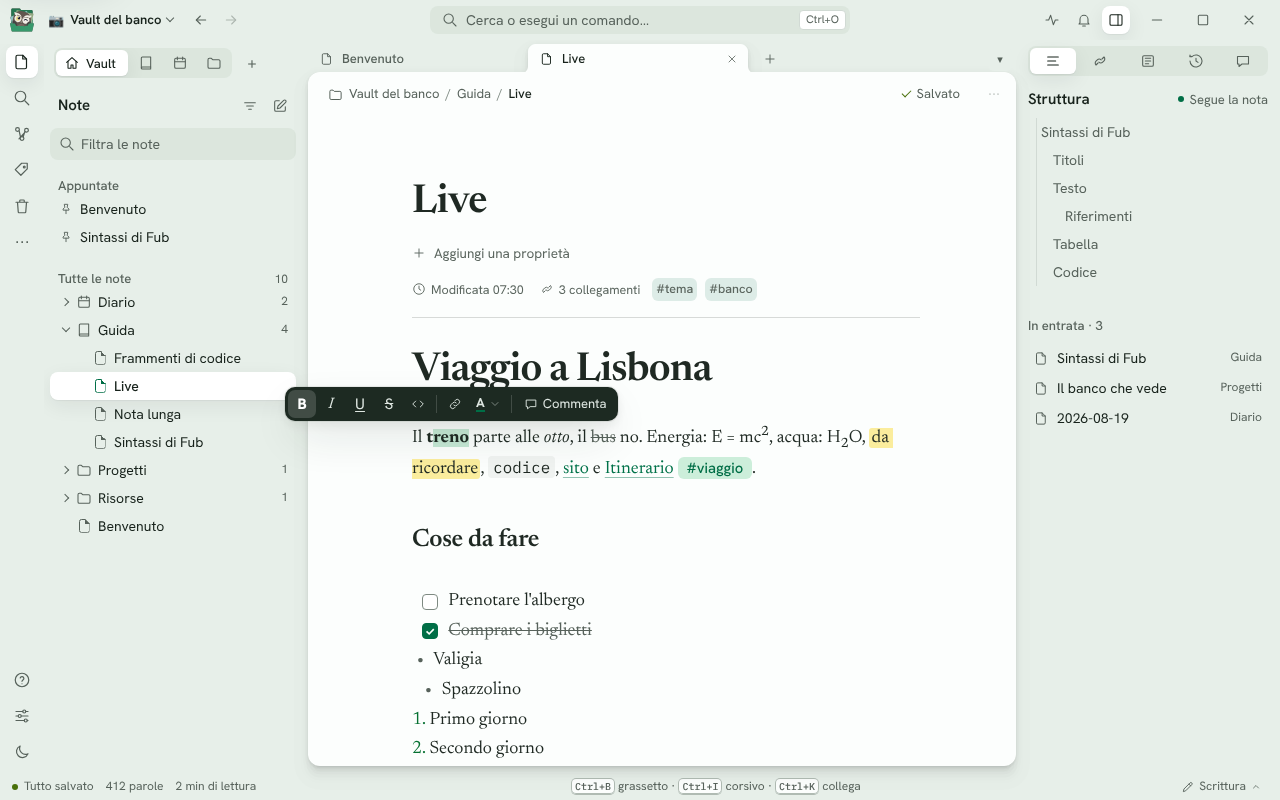 Vault del banco
Cerca o esegui un comando...
Ctrl+O
Vault
Benvenuto
Live
Note
Filtra le note
Appuntate
Benvenuto
Sintassi di Fub
Tutte le note 10
Diario 2
Guida 4
Frammenti di codice
Live
Nota lunga
Sintassi di Fub
Progetti 1
Risorse 1
Benvenuto
Vault del banco / Guida / Live
Salvato
Live
Aggiungi una proprietà
Modificata 07:30 3 collegamenti #tema #banco
Viaggio a Lisbona
B I U S A Commenta
Il treno parte alle otto, il bus no. Energia: E = mc², acqua: H₂O, da
ricordare, codice, sito e Itinerario #viaggio.
Cose da fare
Prenotare l'albergo
Comprare i biglietti
• Valigia
• Spazzolino
1. Primo giorno
2. Secondo giorno
Struttura
Segue la nota
Sintassi di Fub
Titoli
Testo
Riferimenti
Tabella
Codice
In entrata · 3
Sintassi di Fub Guida
Il banco che vede Progetti
2026-08-19 Diario
Tutto salvato 412 parole 2 min di lettura
Ctrl+B grassetto · Ctrl+I corsivo · Ctrl+K collega
Scrittura